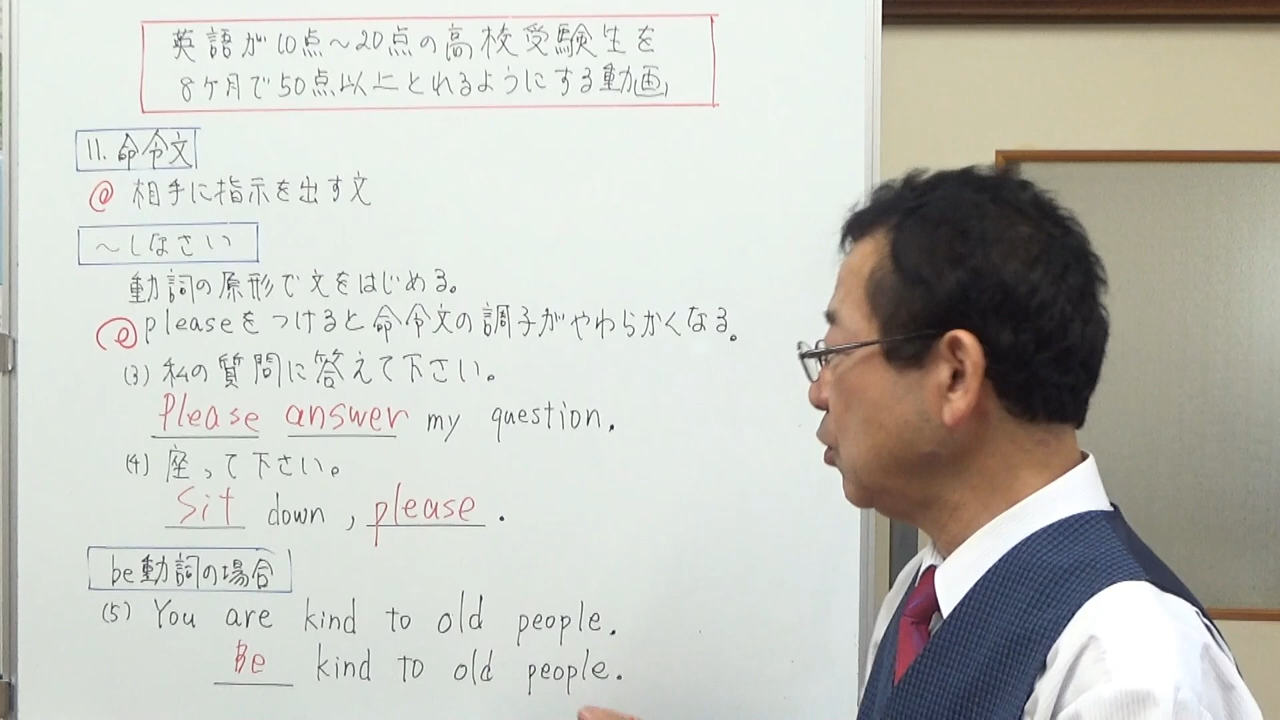 英語が10点～20点の高校受験生を
8ヶ月で50点以上とれるようにする動画
11. 命令文
@ 相手に指示を出す文
～しなさい
動詞の原形で文をはじめる。
@ pleaseをつけると命令文の調子がやわらかくなる。
(3) 私の質問に答えて下さい。
Please answer my question.
(4) 座って下さい。
Sit down, please.
be動詞の場合
(5) You are kind to old people.
Be kind to old people.